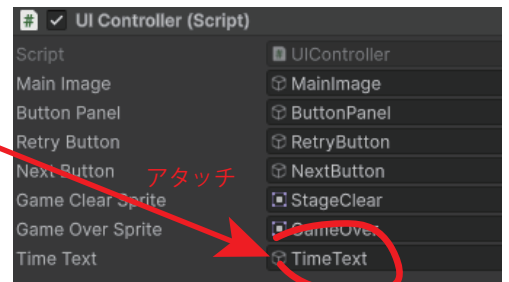 UI Controller (Script)
Script UIController
Main Image MainImage
Button Panel ButtonPanel
Retry Button RetryButton
Next Button NextButton
アタッチ
Game Clear Sprite StageClear
Game Over Sprite GameOver
Time Text TimeText